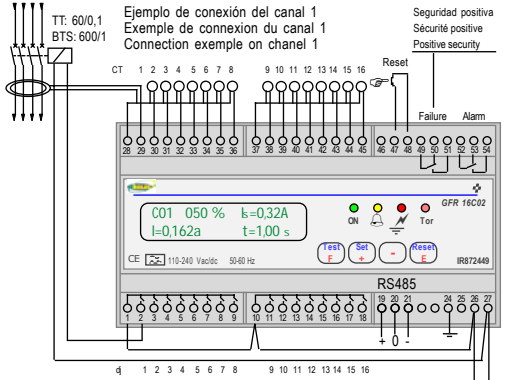 TT: 60/0,1
BTS: 600/1
Ejemplo de conexión del canal 1
Exemple de connexion du canal 1
Connection exemple on chanel 1
Seguridad positiva
Sécurité positive
Positive security
CT 1 2 3 4 5 6 7 8
9 10 11 12 13 14 15 16
Reset
Failure Alarm
28 29 30 31 32 33 34 35 36
37 38 39 40 41 42 43 44 45
46 47 48 49 50 51 52 53 54
GFR 16C02
C01 050 % Is=0,32A
I=0,162a t=1,00 s
ON Tor
Test F
Set +
-
Reset E
CE 110-240 Vac/dc 50-60 Hz
IR872449
RS485
1 2 3 4 5 6 7 8 9
10 11 12 13 14 15 16 17 18
19 20 21 24 25 26 27
+ 0 -
dj 1 2 3 4 5 6 7 8
9 10 11 12 13 14 15 16